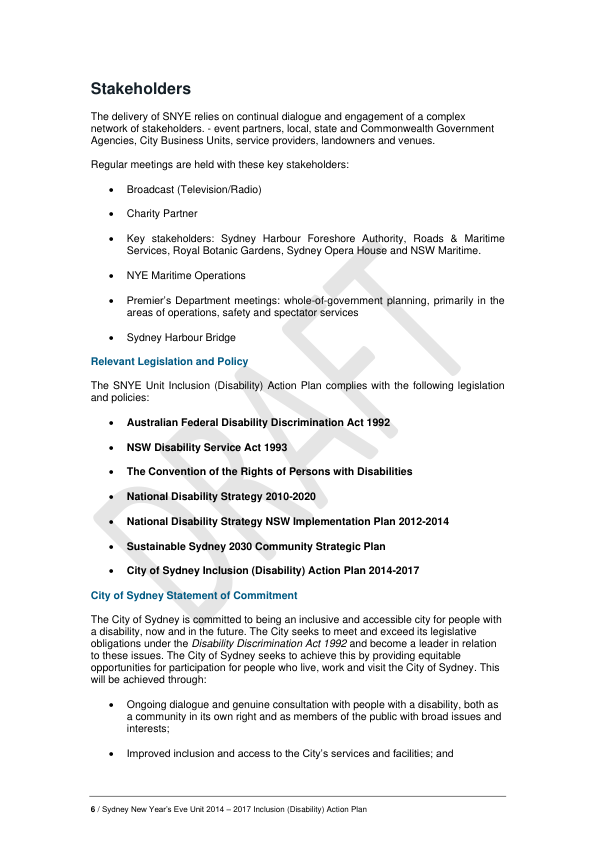 Stakeholders
The delivery of SNYE relies on continual dialogue and engagement of a complex
network of stakeholders. - event partners, local, state and Commonwealth Government
Agencies, City Business Units, service providers, landowners and venues.
Regular meetings are held with these key stakeholders:
• Broadcast (Television/Radio)
• Charity Partner
• Key stakeholders: Sydney Harbour Foreshore Authority, Roads & Maritime
Services, Royal Botanic Gardens, Sydney Opera House and NSW Maritime.
• NYE Maritime Operations
• Premier's Department meetings: whole-of-government planning, primarily in the
areas of operations, safety and spectator services
• Sydney Harbour Bridge
Relevant Legislation and Policy
The SNYE Unit Inclusion (Disability) Action Plan complies with the following legislation
and policies:
• Australian Federal Disability Discrimination Act 1992
• NSW Disability Service Act 1993
• The Convention of the Rights of Persons with Disabilities
• National Disability Strategy 2010-2020
• National Disability Strategy NSW Implementation Plan 2012-2014
• Sustainable Sydney 2030 Community Strategic Plan
• City of Sydney Inclusion (Disability) Action Plan 2014-2017
City of Sydney Statement of Commitment
The City of Sydney is committed to being an inclusive and accessible city for people with
a disability, now and in the future. The City seeks to meet and exceed its legislative
obligations under the Disability Discrimination Act 1992 and become a leader in relation
to these issues. The City of Sydney seeks to achieve this by providing equitable
opportunities for participation for people who live, work and visit the City of Sydney. This
will be achieved through:
• Ongoing dialogue and genuine consultation with people with a disability, both as
a community in its own right and as members of the public with broad issues and
interests;
• Improved inclusion and access to the City's services and facilities; and
6 / Sydney New Year's Eve Unit 2014 – 2017 Inclusion (Disability) Action Plan
DRAFT